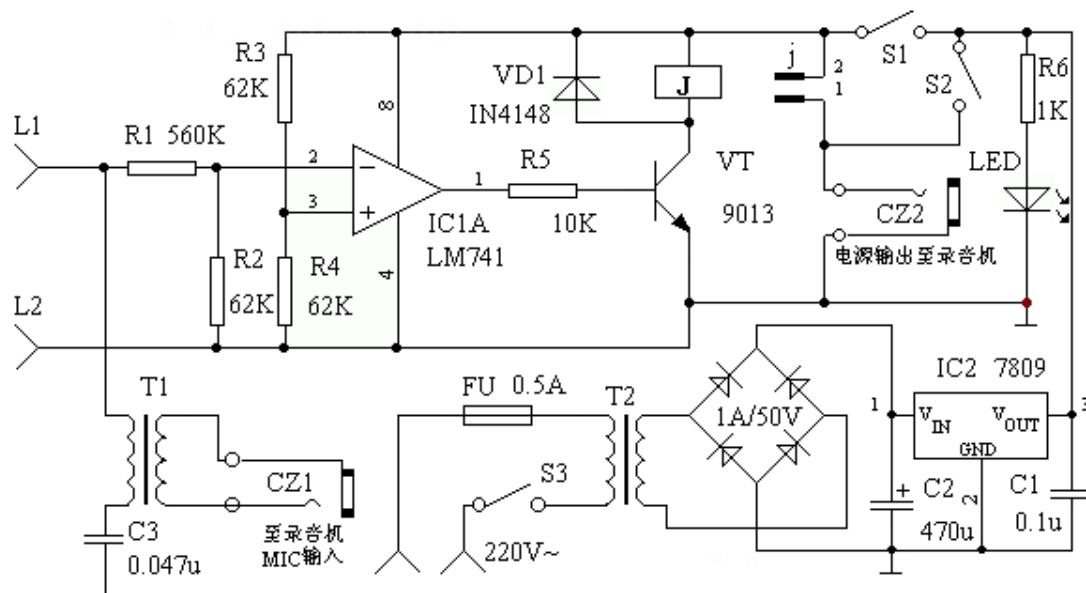 R3
62K
VD1
IN4148
8
J
j
2
1
S1
S2
R6
1K
L1
R1 560K
2
3
1
R5
10K
VT
9013
LED
CZ2
电源输出至录音机
IC1A
LM741
4
R2
62K
R4
62K
L2
T1
FU 0.5A
T2
1A/50V
IC2 7809
1
VIN
VOUT
GND
3
2
S3
CZ1
至录音机
MIC输入
C3
0.047u
220V~
C2
470u
+
C1
0.1u